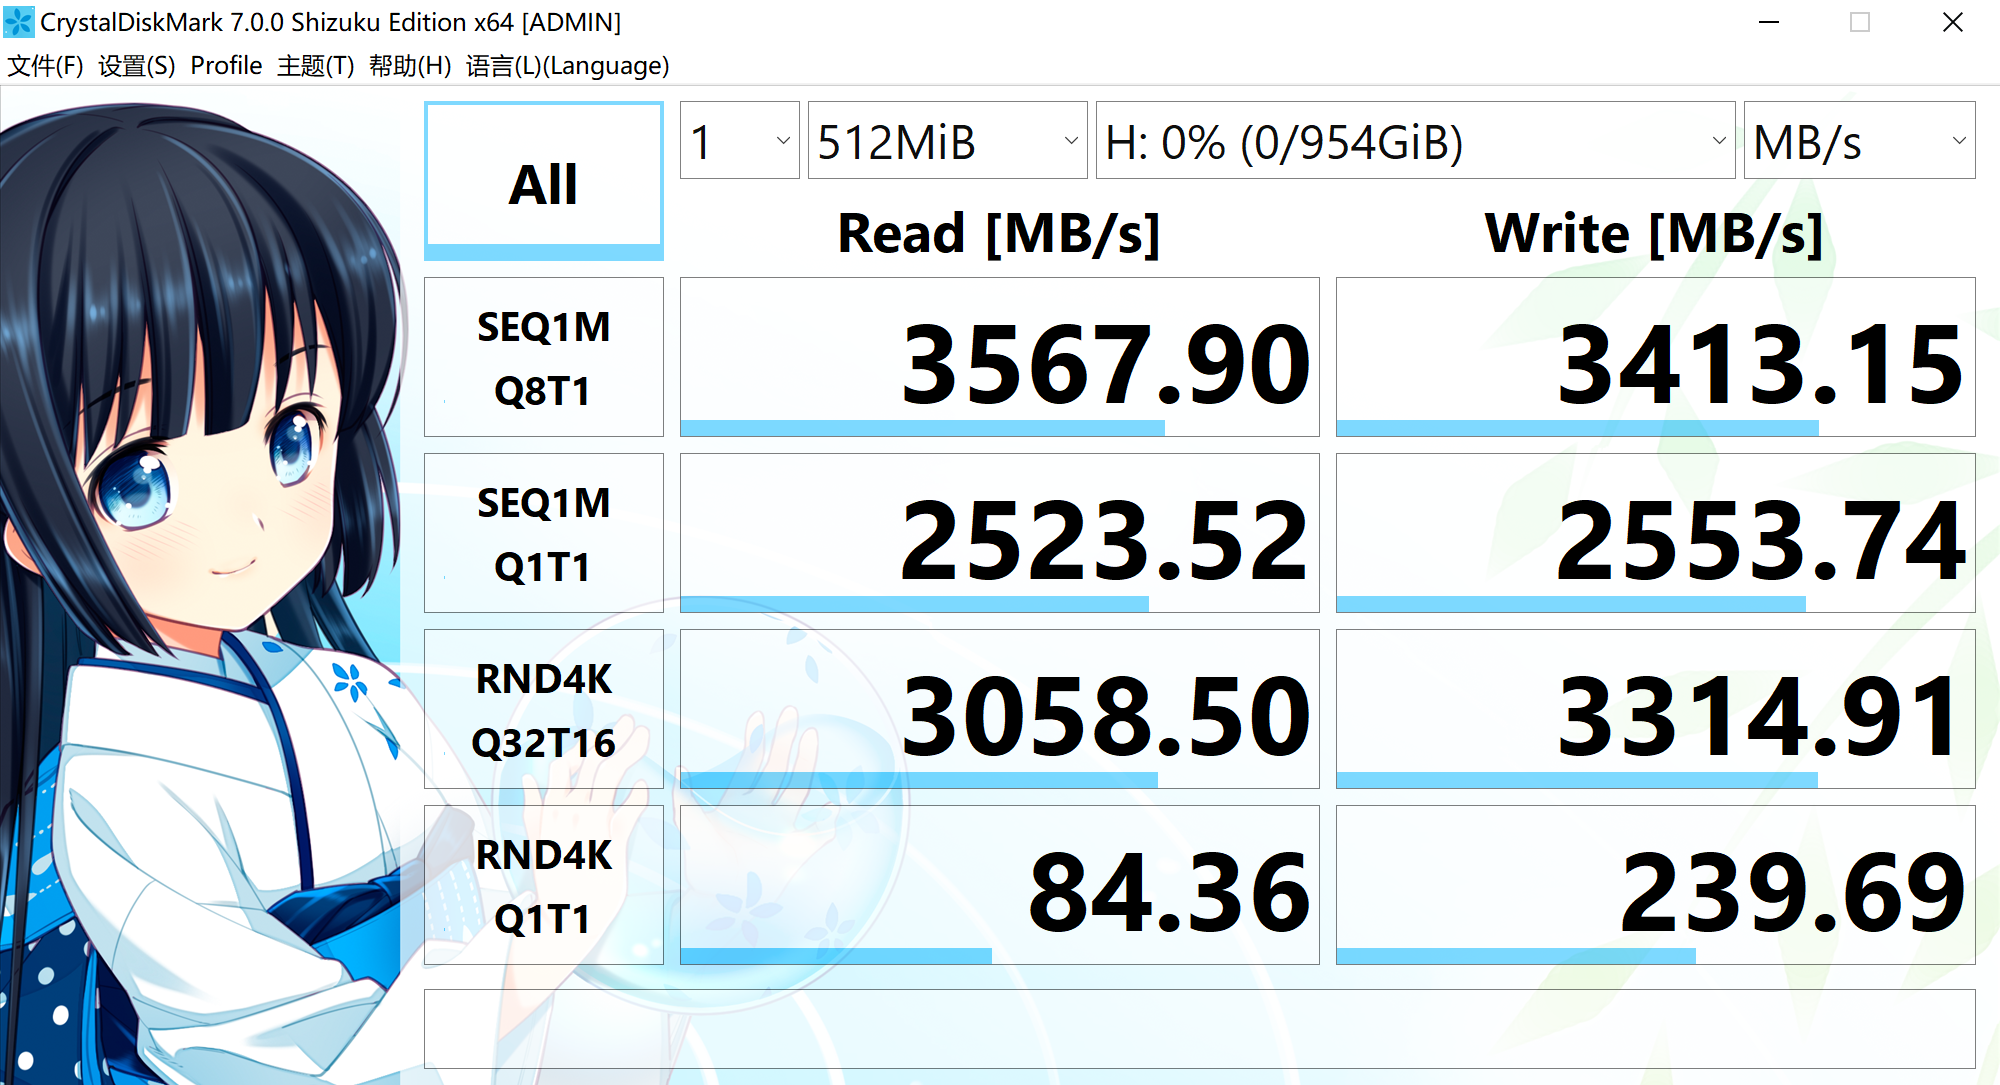 CrystalDiskMark 7.0.0 Shizuku Edition x64 [ADMIN]
文件(F) 设置(S) Profile 主题(T) 帮助(H) 语言(L)(Language)
All 1 512MiB H: 0% (0/954GiB) MB/s
Read [MB/s] Write [MB/s]
SEQ1M
Q8T1 3567.90 3413.15
SEQ1M
Q1T1 2523.52 2553.74
RND4K
Q32T16 3058.50 3314.91
RND4K
Q1T1 84.36 239.69